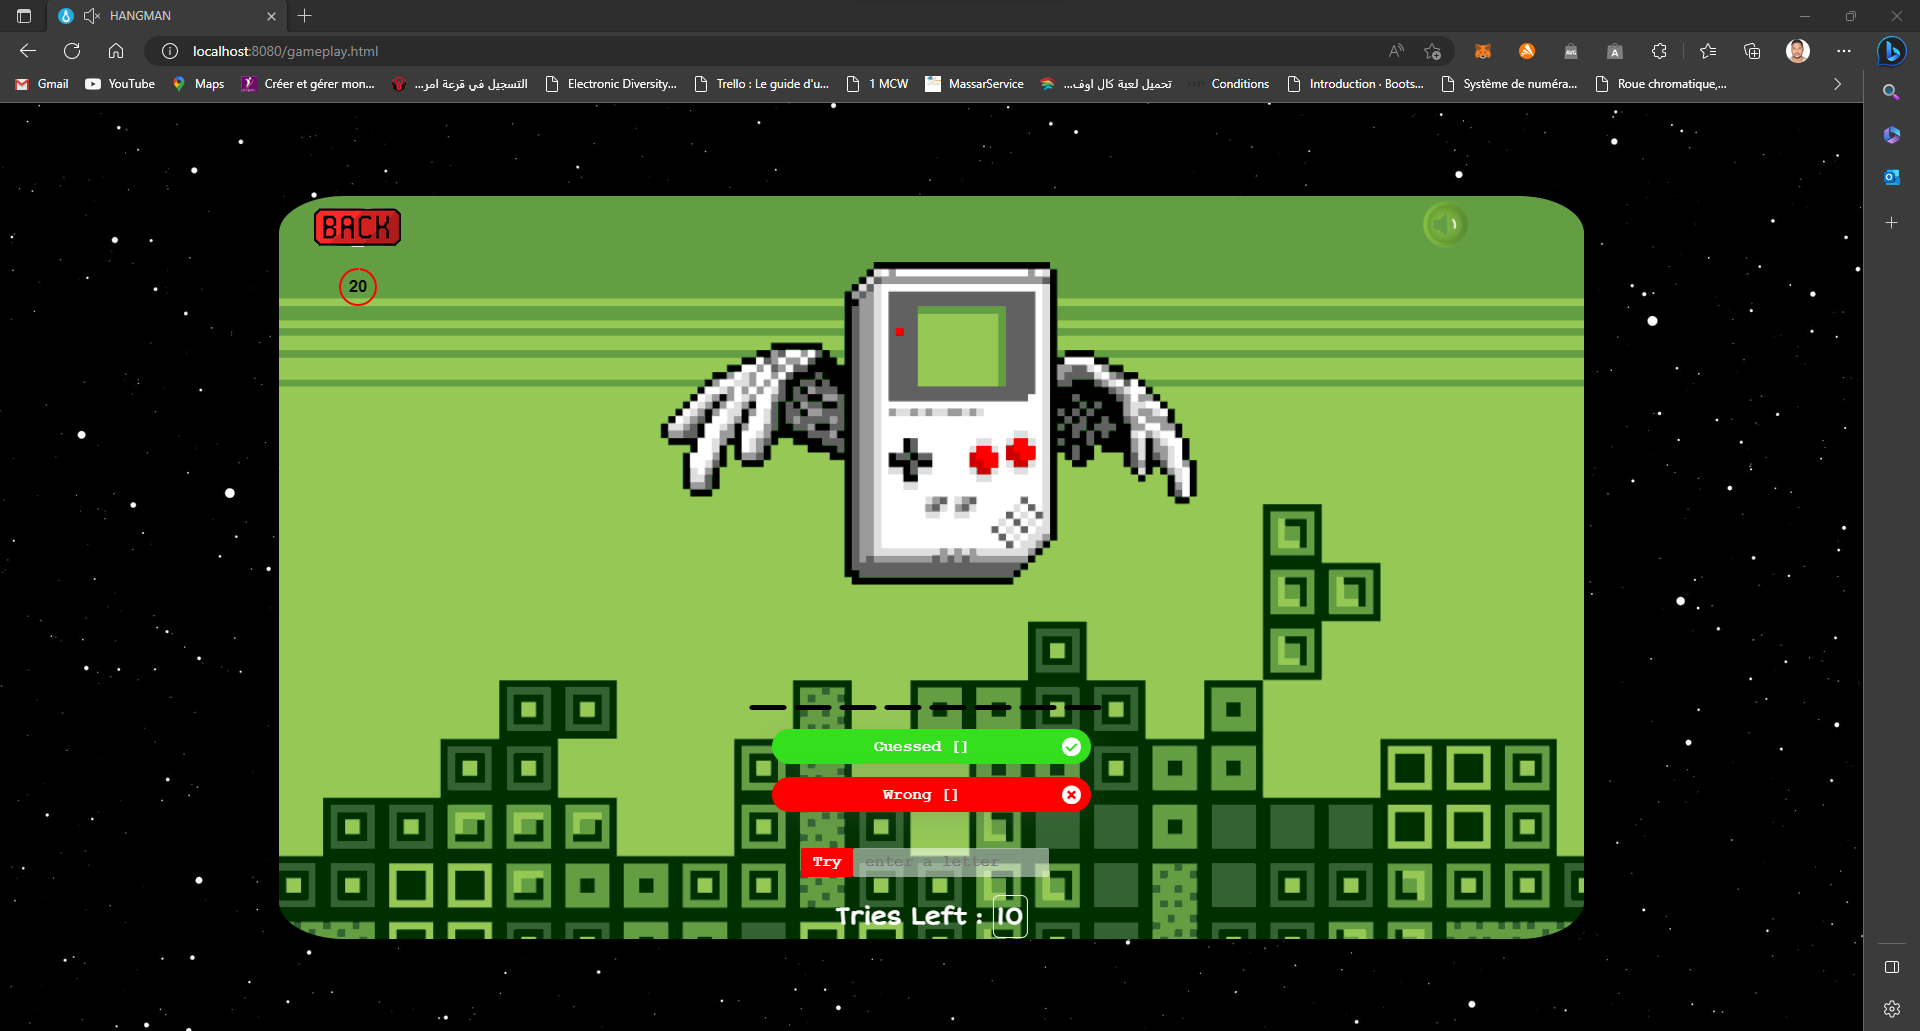 HANGMAN
localhost:8080/gameplay.html
Gmail
YouTube
Maps
Créer et gérer mon...
التسجيل في قرعة امر...
Electronic Diversity...
Trello : Le guide d'u...
1 MCW
MassarService
تحميل لعبة كال اوف...
Conditions
Introduction · Boots...
Système de numéra...
Roue chromatique,...
BACK
20
Guessed []
Wrong []
Try
enter a letter
Tries Left : 10